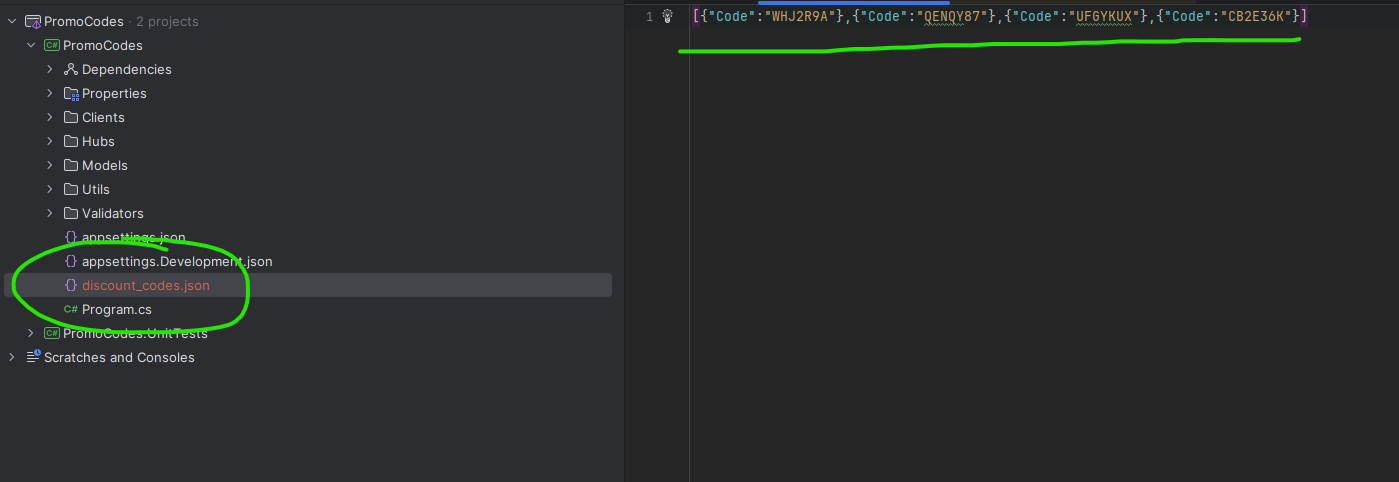 PromoCodes · 2 projects
C# PromoCodes
Dependencies
Properties
Clients
Hubs
Models
Utils
Validators
{} appsettings.json
{} appsettings.Development.json
{} discount_codes.json
C# Program.cs
C# PromoCodes.UnitTests
Scratches and Consoles
1 [{"Code":"WHJ2R9A"},{"Code":"QENQY87"},{"Code":"UFGYKUX"},{"Code":"CB2E36K"}]